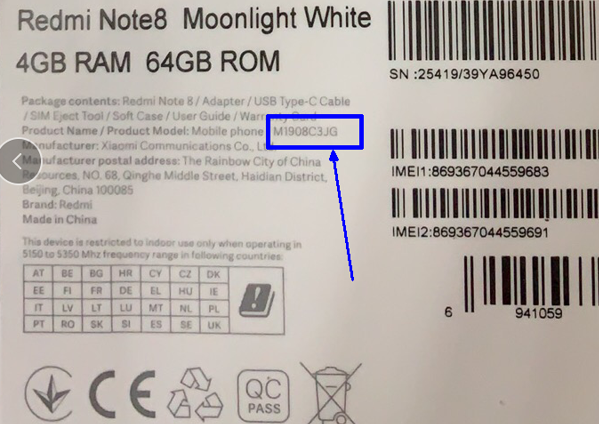 Redmi Note8 Moonlight White
4GB RAM 64GB ROM
Package contents: Redmi Note 8 / Adapter / USB Type-C Cable
/ SIM Eject Tool / Soft Case / User Guide / Warranty Card
Product Name / Product Model: Mobile phone M1908C3JG
Manufacturer: Xiaomi Communications Co., Ltd.
Manufacturer postal address: The Rainbow City of China
Resources, NO. 68, Qinghe Middle Street, Haidian District,
Beijing, China 100085
Brand: Redmi
Made in China
This device is restricted to indoor use only when operating in
5150 to 5350 Mhz frequency range in following countries:
AT BE BG HR CY CZ DK
EE FI FR DE EL HU IE
IT LV LT LU MT NL PL
PT RO SK SI ES SE UK
QC
PASS
SN :25419/39YA96450
IMEI1:869367044559683
IMEI2:869367044559691
6 941059